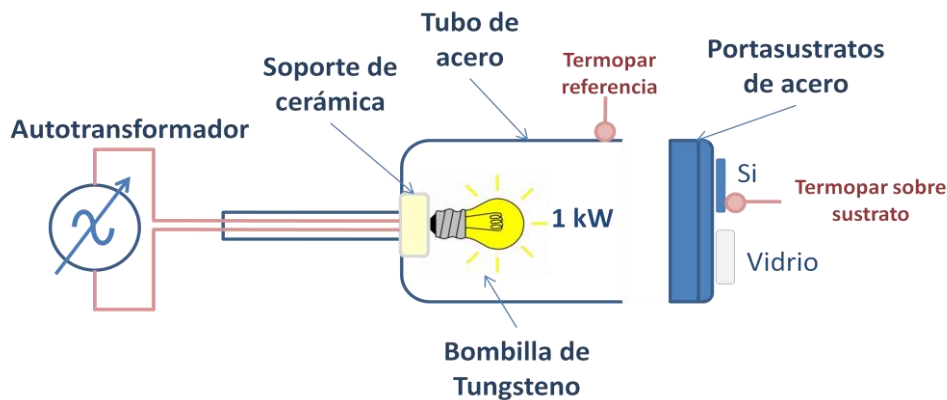 Tubo de
acero
Termopar
referencia
Portasustratos
de acero
Soporte de
cerámica
Autotransformador
Si
1 kW
Termopar sobre
sustrato
Vidrio
Bombilla de
Tungsteno